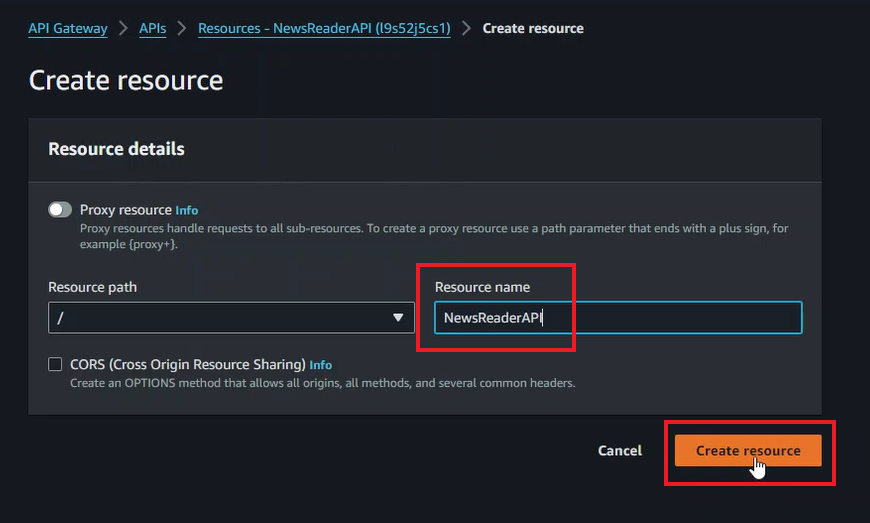 API Gateway > APIs > Resources - NewsReaderAPI (l9s52j5cs1) > Create resource
Create resource
Resource details
Proxy resource Info
Proxy resources handle requests to all sub-resources. To create a proxy resource use a path parameter that ends with a plus sign, for
example {proxy+}.
Resource path
/
Resource name
NewsReaderAPI
CORS (Cross Origin Resource Sharing) Info
Create an OPTIONS method that allows all origins, all methods, and several common headers.
Cancel
Create resource